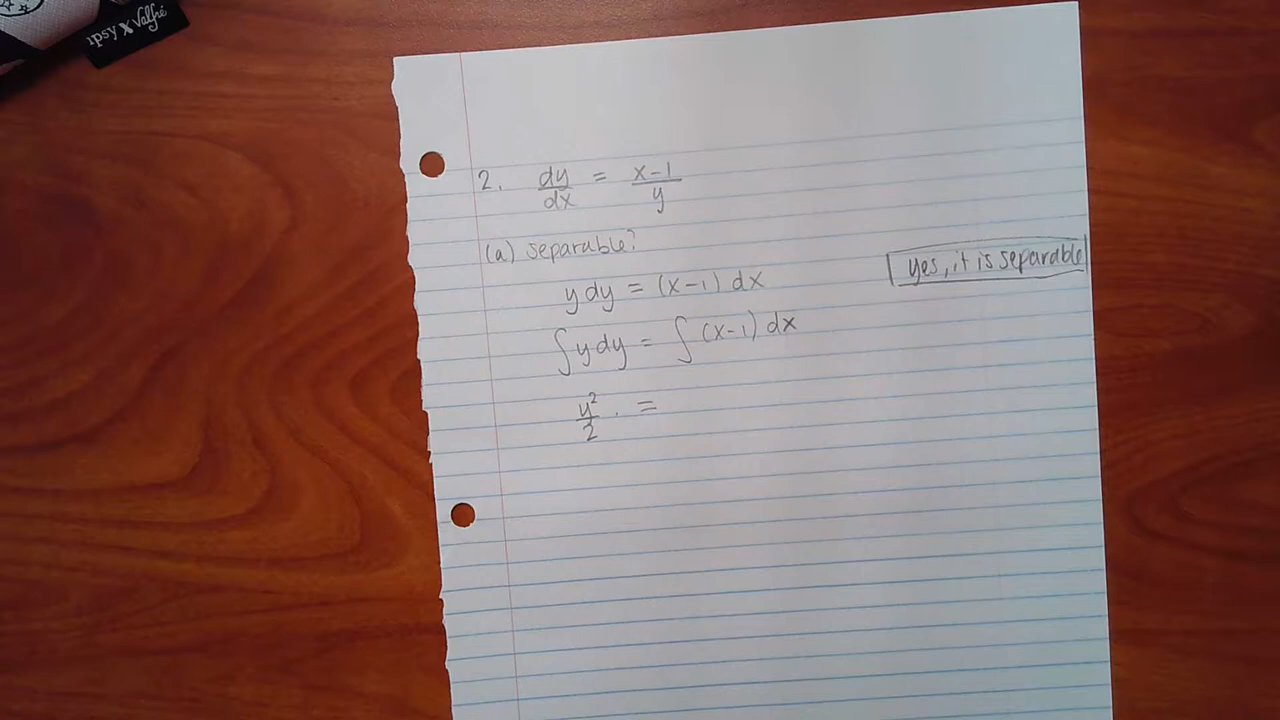 ipsy x Valfré
2. dy/dx = x-1/y
(a) separable?
yes, it is separable
y dy = (x-1) dx
∫ y dy = ∫ (x-1) dx
y²/2 . =